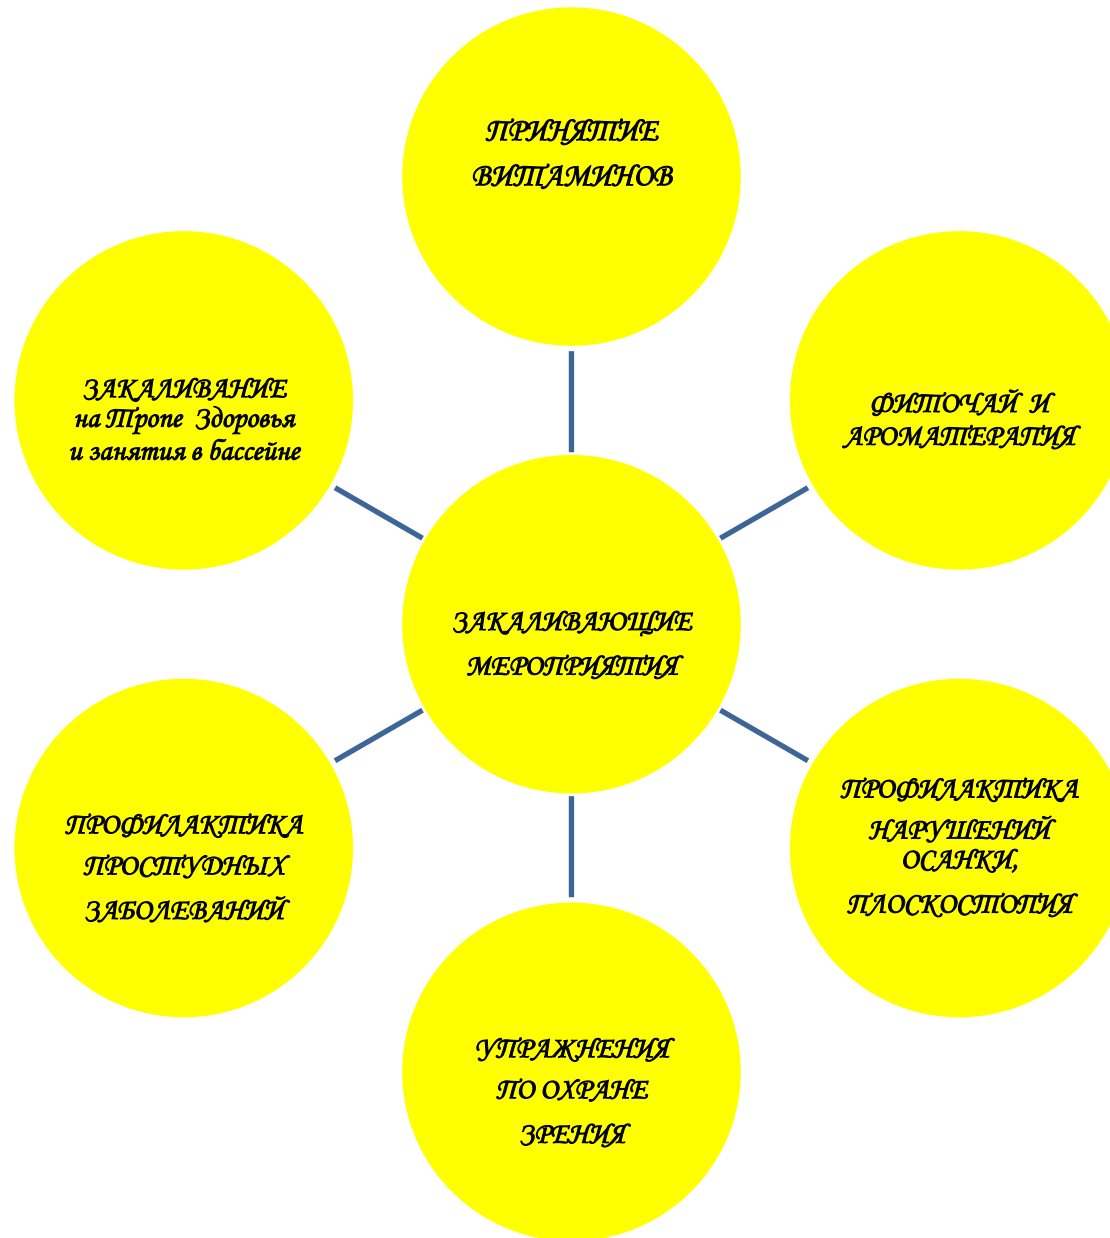 ПРИНЯТИЕ
ВИТАМИНОВ
ЗАКАЛИВАНИЕ
на Тропе Здоровья
и занятия в бассейне
ФИТОЧАЙ И
АРОМАТЕРАПИЯ
ЗАКАЛИВАЮЩИЕ
МЕРОПРИЯТИЯ
ПРОФИЛАКТИКА
ПРОСТУДНЫХ
ЗАБОЛЕВАНИЙ
ПРОФИЛАКТИКА
НАРУШЕНИЙ
ОСАНКИ,
ПЛОСКОСТОПИЯ
УПРАЖНЕНИЯ
ПО ОХРАНЕ
ЗРЕНИЯ